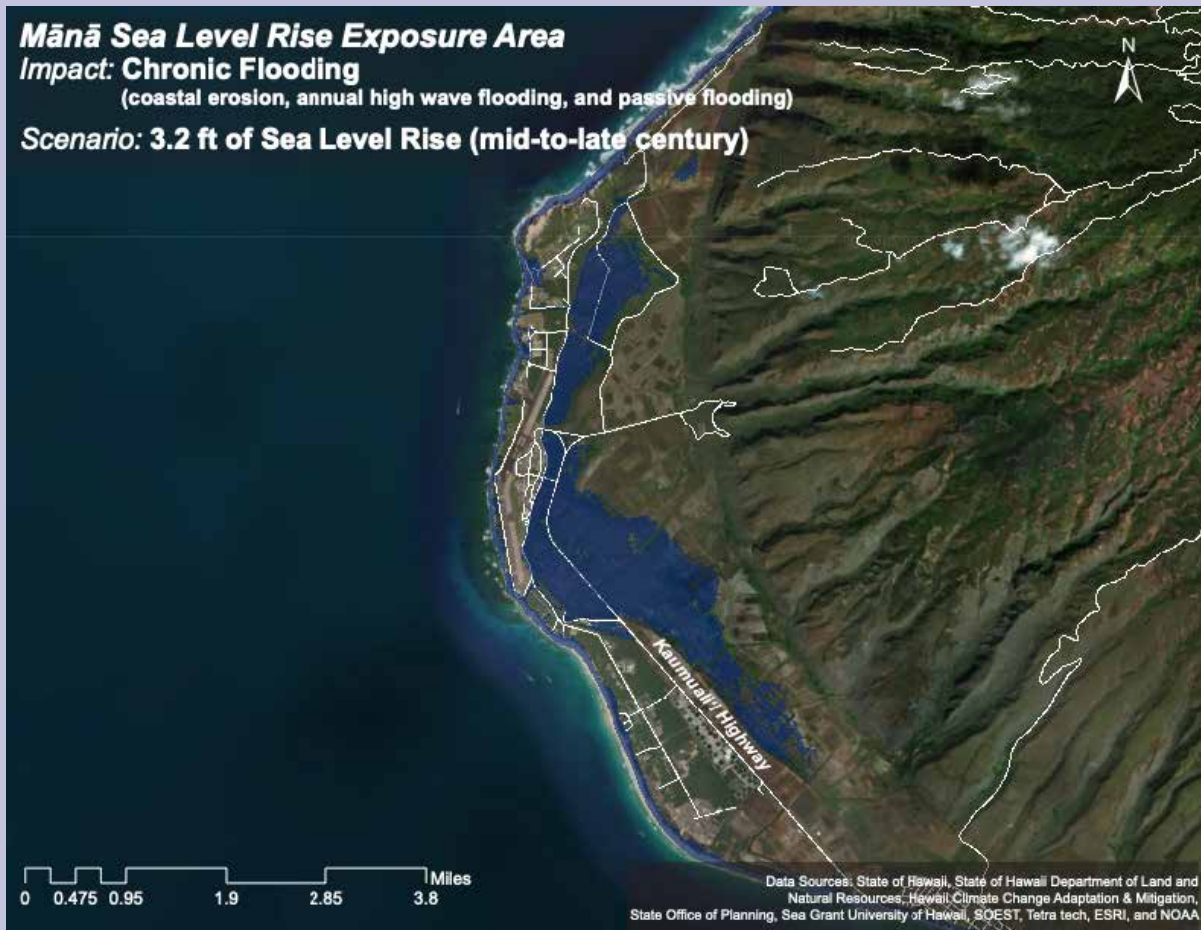 Mānā Sea Level Rise Exposure Area
Impact: Chronic Flooding
(coastal erosion, annual high wave flooding, and passive flooding)
Scenario: 3.2 ft of Sea Level Rise (mid-to-late century)
N
Kaumualiʻi Highway
Miles
0 0.475 0.95 1.9 2.85 3.8
Data Sources: State of Hawaii, State of Hawaii Department of Land and
Natural Resources, Hawaii Climate Change Adaptation & Mitigation,
State Office of Planning, Sea Grant University of Hawaii, SOEST, Tetra tech, ESRI, and NOAA